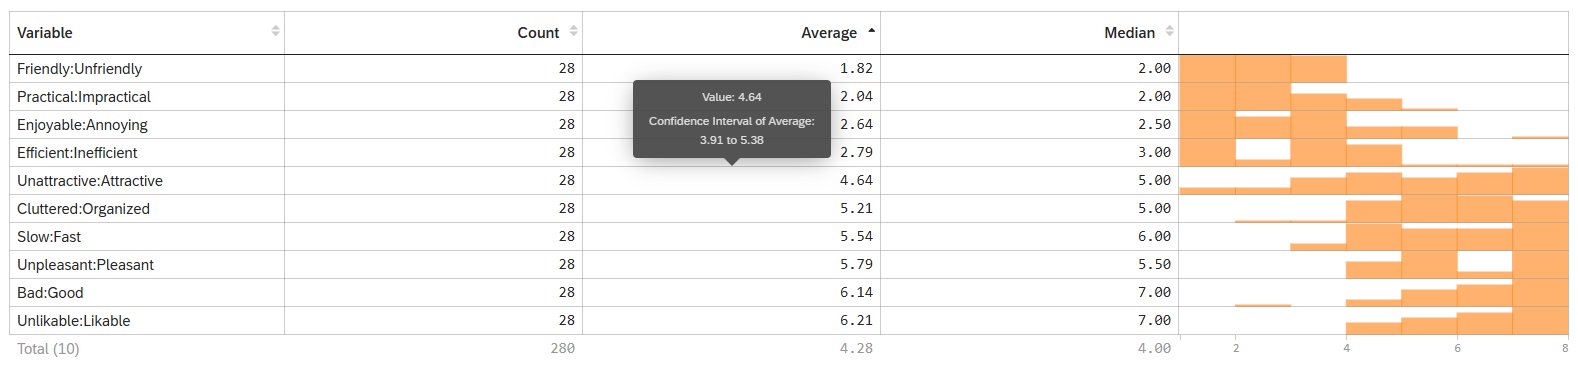 Variable Count Average Median
Friendly:Unfriendly 28 1.82 2.00
Practical:Impractical 28 2.04 2.00
Enjoyable:Annoying 28 2.64 2.50
Efficient:Inefficient 28 2.79 3.00
Unattractive:Attractive 28 4.64 5.00
Cluttered:Organized 28 5.21 5.00
Slow:Fast 28 5.54 6.00
Unpleasant:Pleasant 28 5.79 5.50
Bad:Good 28 6.14 7.00
Unlikable:Likable 28 6.21 7.00
Total (10) 280 4.28 4.00 2 4 6 8
Value: 4.64
Confidence Interval of Average:
3.91 to 5.38